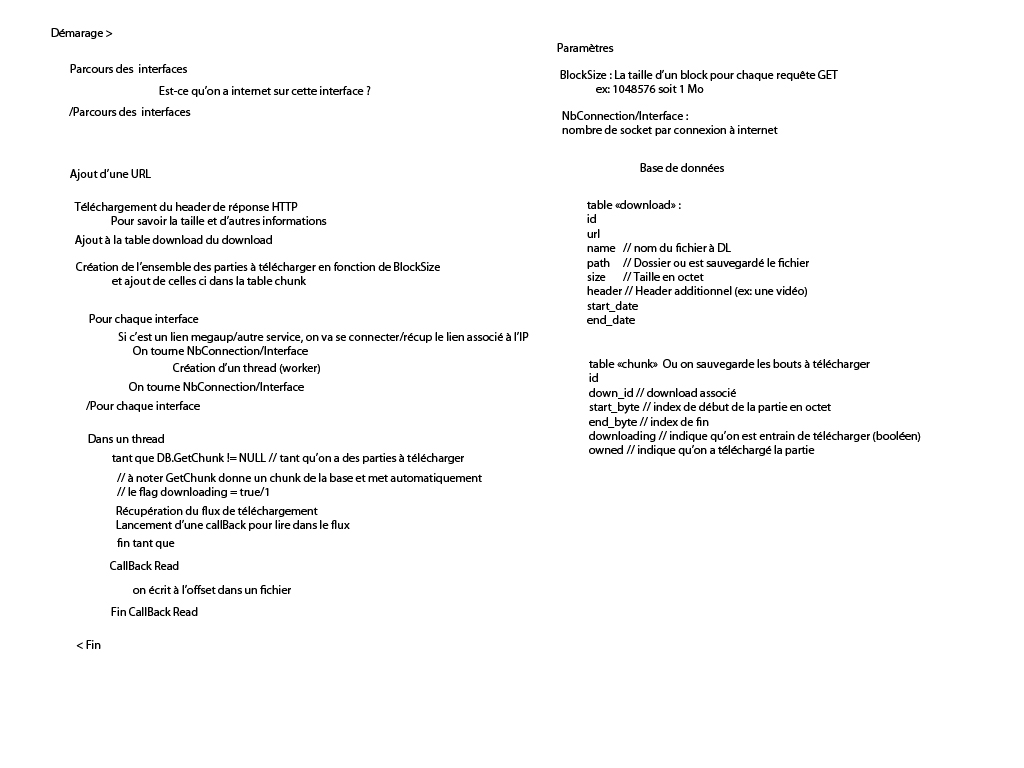 Démarage >
Parcours des interfaces
Est-ce qu'on a internet sur cette interface ?
/Parcours des interfaces
Ajout d'une URL
Téléchargement du header de réponse HTTP
Pour savoir la taille et d'autres informations
Ajout à la table download du download
Création de l'ensemble des parties à télécharger en fonction de BlockSize
et ajout de celles ci dans la table chunk
Pour chaque interface
Si c'est un lien megaup/autre service, on va se connecter/récup le lien associé à l'IP
On tourne NbConnection/Interface
Création d'un thread (worker)
On tourne NbConnection/Interface
/Pour chaque interface
Dans un thread
tant que DB.GetChunk != NULL // tant qu'on a des parties à télécharger
// à noter GetChunk donne un chunk de la base et met automatiquement
// le flag downloading = true/1
Récupération du flux de téléchargement
Lancement d'une callBack pour lire dans le flux
fin tant que
CallBack Read
on écrit à l'offset dans un fichier
Fin CallBack Read
< Fin
Paramètres
BlockSize : La taille d'un block pour chaque requête GET
ex: 1048576 soit 1 Mo
NbConnection/Interface :
nombre de socket par connexion à internet
Base de données
table «download» :
id
url
name // nom du fichier à DL
path // Dossier ou est sauvegardé le fichier
size // Taille en octet
header // Header additionnel (ex: une vidéo)
start_date
end_date
table «chunk» Ou on sauvegarde les bouts à télécharger
id
down_id // download associé
start_byte // index de début de la partie en octet
end_byte // index de fin
downloading // indique qu'on est entrain de télécharger (booléen)
owned // indique qu'on a téléchargé la partie